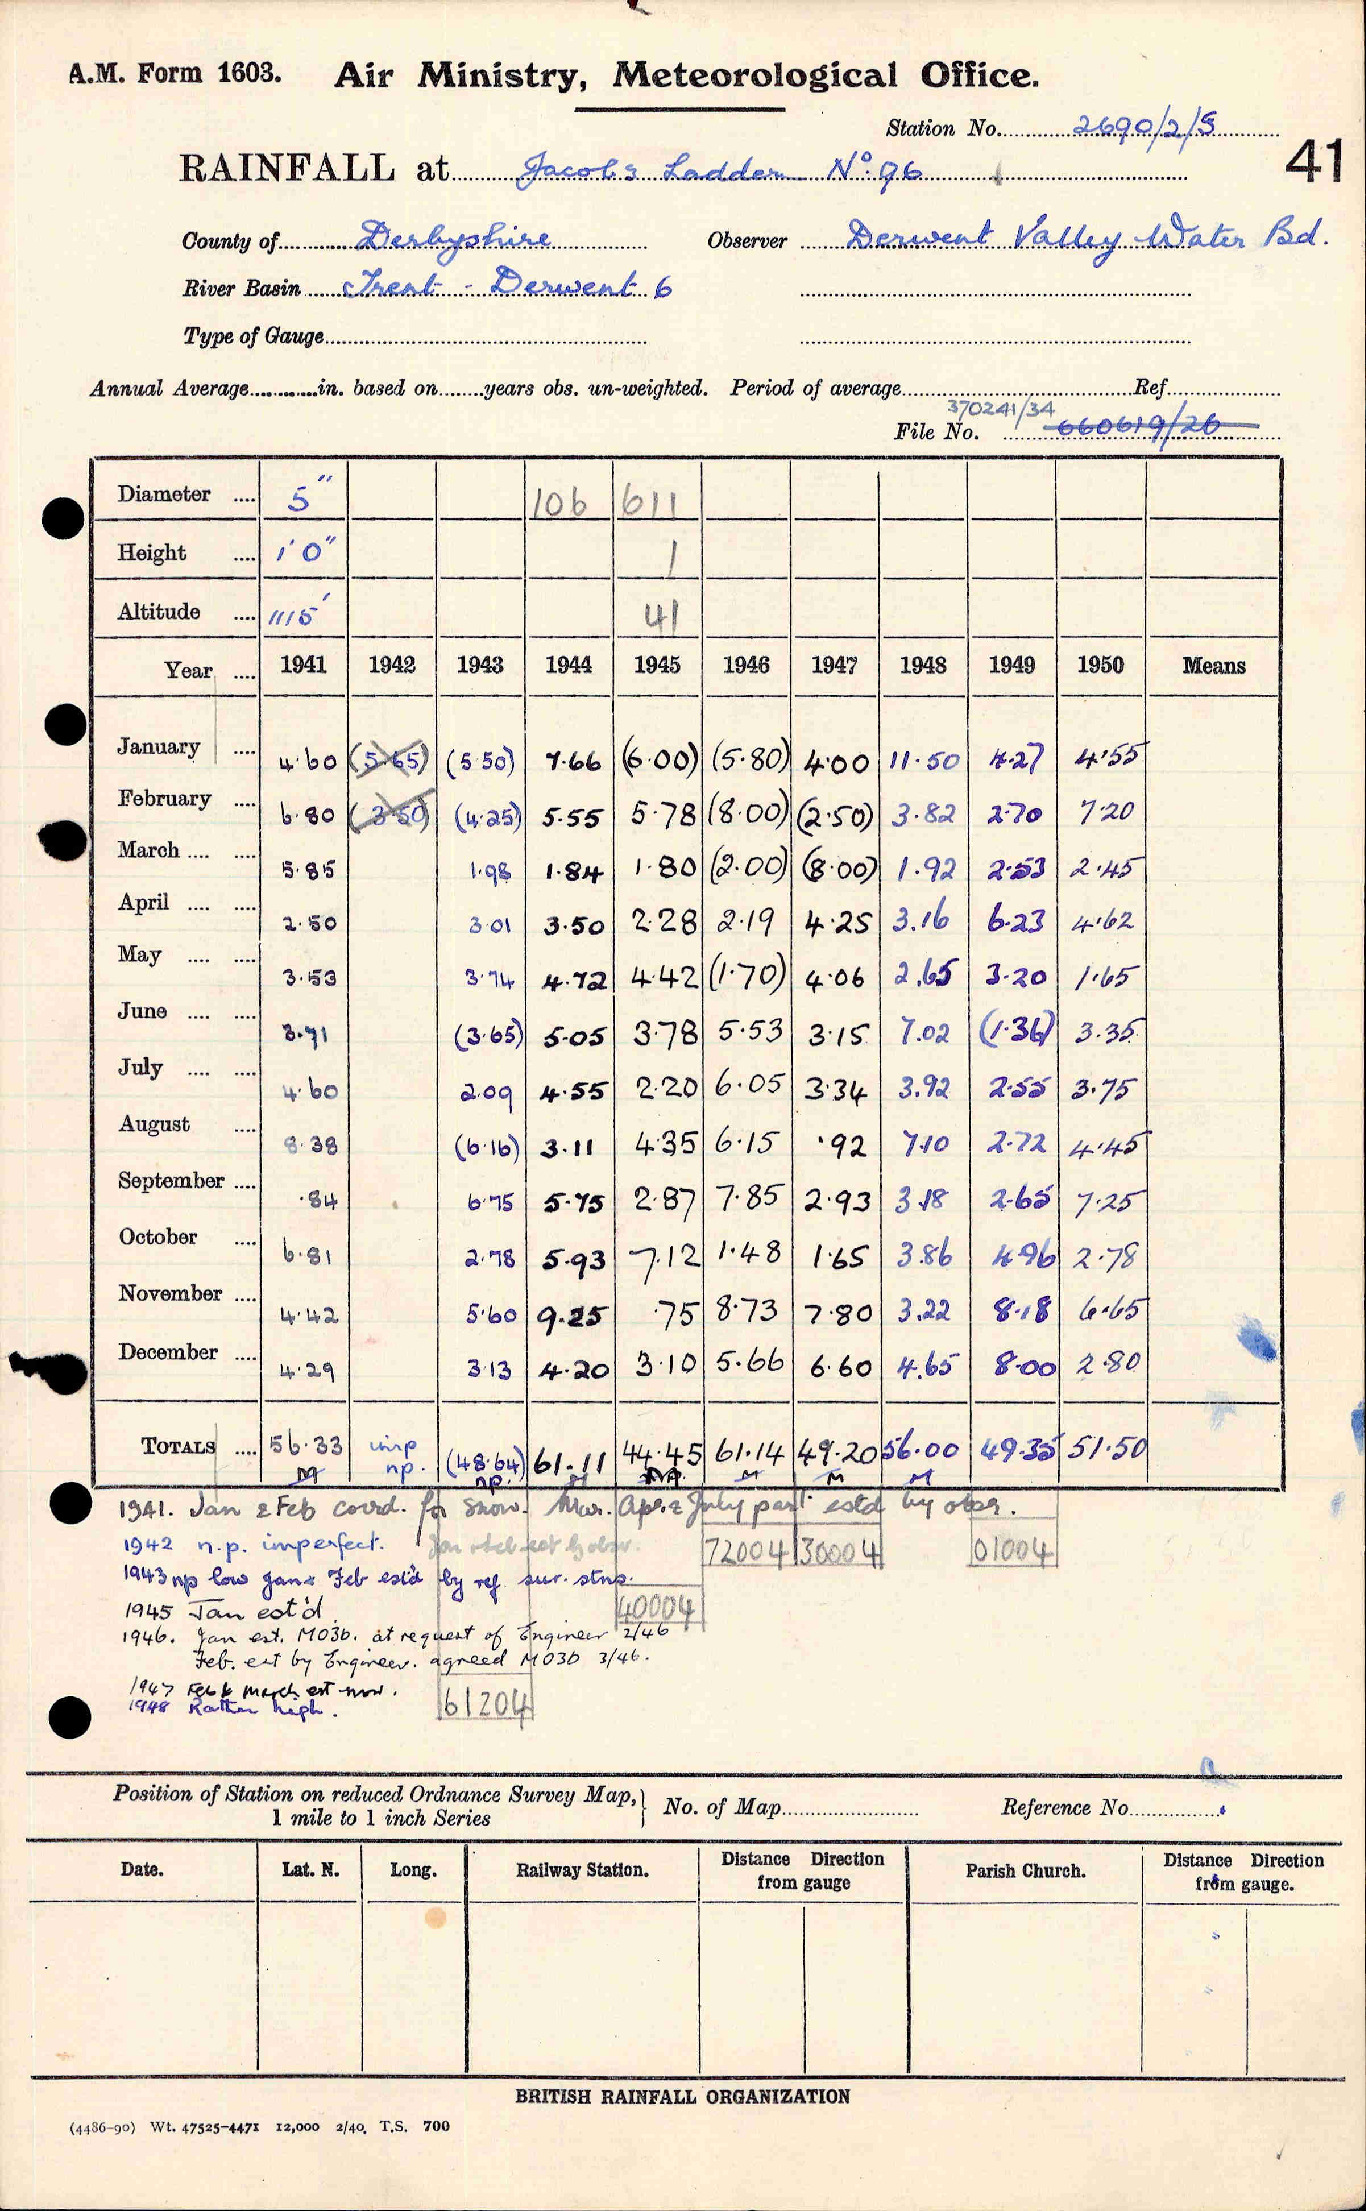 A.M. Form 1603. Air Ministry, Meteorological Office.
Station No. 2690/2/S
41
RAINFALL at Jacobs Ladder Nº 96
County of Derbyshire Observer Derwent Valley Water Bd.
River Basin Trent - Derwent 6
Type of Gauge
Annual Average in. based on years obs. un-weighted. Period of average Ref.
370241/34
File No. 660619/26
Diameter 5" 106 611
Height 1'0" 1
Altitude 1115' 41
Year 1941 1942 1943 1944 1945 1946 1947 1948 1949 1950 Means
January 4.60 (5.65) (5.50) 7.66 (6.00) (5.80) 4.00 11.50 4.27 4.55
February 6.80 (3.50) (4.25) 5.55 5.78 (8.00) (2.50) 3.82 2.70 7.20
March 5.85 1.98 1.84 1.80 (2.00) (8.00) 1.92 2.53 2.45
April 2.50 3.01 3.50 2.28 2.19 4.25 3.16 6.23 4.62
May 3.53 3.74 4.72 4.42 (1.70) 4.06 2.65 3.20 1.65
June 3.71 (3.65) 5.05 3.78 5.53 3.15 7.02 (1.36) 3.35
July 4.60 2.09 4.55 2.20 6.05 3.34 3.92 2.55 3.75
August 8.38 (6.16) 3.11 4.35 6.15 .92 7.10 2.72 4.45
September .84 6.75 5.75 2.87 7.85 2.93 3.18 2.65 7.25
October 6.81 2.78 5.93 7.12 1.48 1.65 3.86 4.96 2.78
November 4.42 5.60 9.25 .75 8.73 7.80 3.22 8.18 6.65
December 4.29 3.13 4.20 3.10 5.66 6.60 4.65 8.00 2.80
TOTALS 56.33 imp (48.64) 61.11 44.45 61.14 49.20 56.00 49.35 51.50
M np. np. M M M M
1941. Jan & Feb corrd. for snow. Mar. Apr. & July part estd by obsr.
1942 n.p. imperfect. Jan & Feb est by obsr. 72004 30004 01004
1943 np low Jan & Feb est'd by ref. sur. stns.
1945 Jan est'd. 40004
1946. Jan est. MO3b. at request of Engineer 2/46
Feb. est by Engineer. agreed MO3b 3/46.
1947 Feb & March est now.
1948 Rather high. 61204
Position of Station on reduced Ordnance Survey Map, 1 mile to 1 inch Series No. of Map Reference No.
Date. Lat. N. Long. Railway Station. Distance Direction from gauge Parish Church. Distance Direction from gauge.
BRITISH RAINFALL ORGANIZATION
(4486-90) Wt. 47525-4471 12,000 2/40. T.S. 700